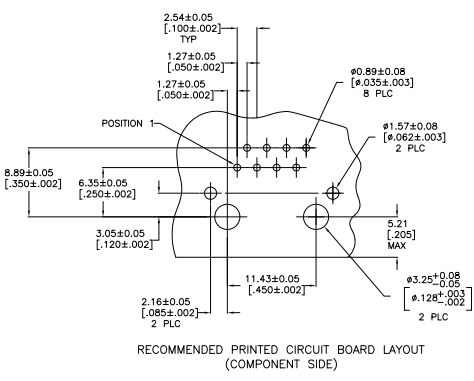 2.54±0.05
[.100±.002]
TYP
1.27±0.05
[.050±.002]
1.27±0.05
[.050±.002]
ø0.89±0.08
[ø.035±.003]
8 PLC
POSITION 1
ø1.57±0.08
[ø.062±.003]
2 PLC
8.89±0.05
[.350±.002]
6.35±0.05
[.250±.002]
3.05±0.05
[.120±.002]
5.21
[.205]
MAX
11.43±0.05
[.450±.002]
ø3.25+0.08
-0.05
[ø.128+.003
-.002]
2 PLC
2.16±0.05
[.085±.002]
2 PLC
RECOMMENDED PRINTED CIRCUIT BOARD LAYOUT
(COMPONENT SIDE)